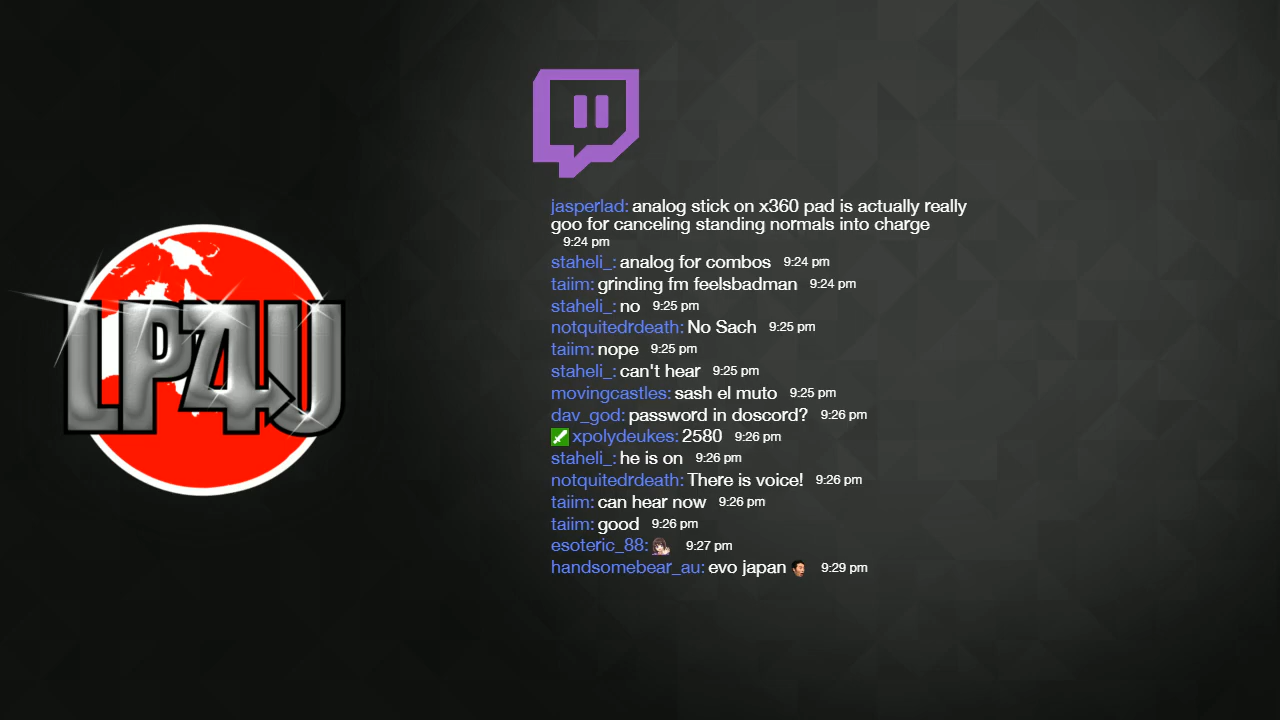 jasperlad: analog stick on x360 pad is actually really
goo for canceling standing normals into charge
9:24 pm
staheli_: analog for combos 9:24 pm
taiim: grinding fm feelsbadman 9:24 pm
staheli_: no 9:25 pm
notquitedrdeath: No Sach 9:25 pm
taiim: nope 9:25 pm
staheli_: can't hear 9:25 pm
movingcastles: sash el muto 9:25 pm
dav_god: password in doscord? 9:26 pm
xpolydeukes: 2580 9:26 pm
staheli_: he is on 9:26 pm
notquitedrdeath: There is voice! 9:26 pm
taiim: can hear now 9:26 pm
taiim: good 9:26 pm
esoteric_88: 9:27 pm
handsomebear_au: evo japan 9:29 pm
LP4U